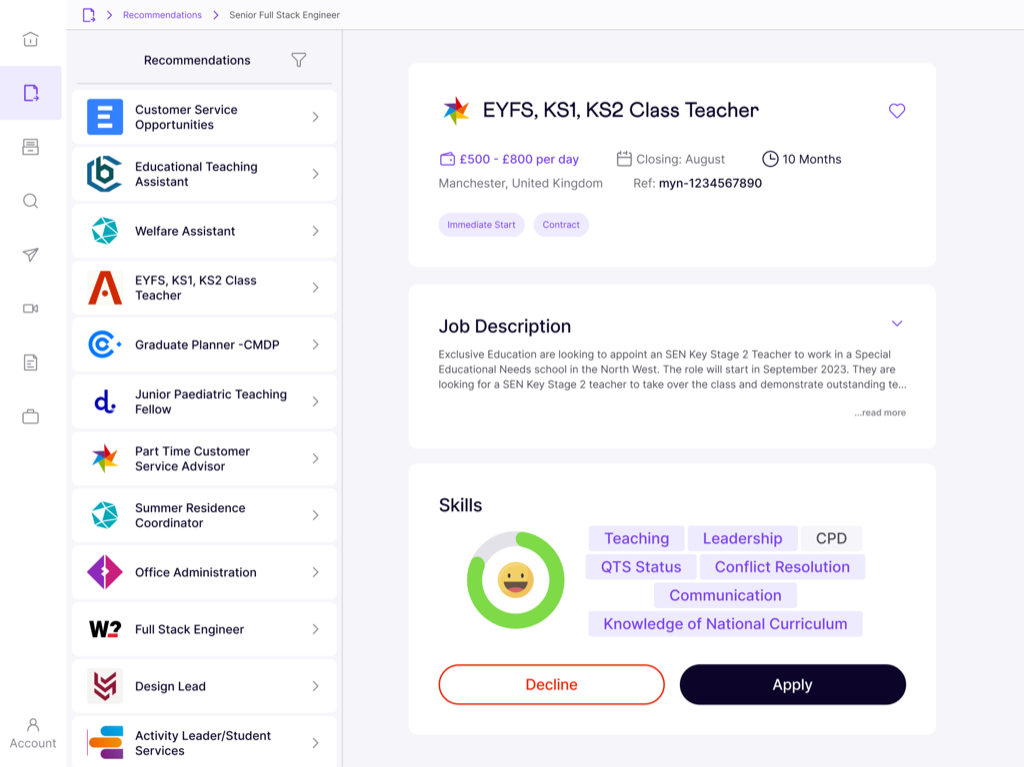 Recommendations
Senior Full Stack Engineer
Recommendations
Customer Service
Opportunities
Educational Teaching
Assistant
Welfare Assistant
EYFS, KS1, KS2 Class
Teacher
Graduate Planner -CMDP
Junior Paediatric Teaching
Fellow
d.
Part Time Customer
Service Advisor
Summer Residence
Coordinator
Office Administration
W?
Full Stack Engineer
Design Lead
Activity Leader/Student
Services
Account
EYFS, KS1, KS2 Class Teacher
£500 - £800 per day
Closing: August
10 Months
Manchester, United Kingdom
Ref: myn-1234567890
Immediate Start
Contract
Job Description
Exclusive Education are looking to appoint an SEN Key Stage 2 Teacher to work in a Special
Educational Needs school in the North West. The role will start in September 2023. They are
looking for a SEN Key Stage 2 teacher to take over the class and demonstrate outstanding te...
...read more
Skills
Teaching
Leadership
CPD
QTS Status
Conflict Resolution
Communication
Knowledge of National Curriculum
Decline
Apply